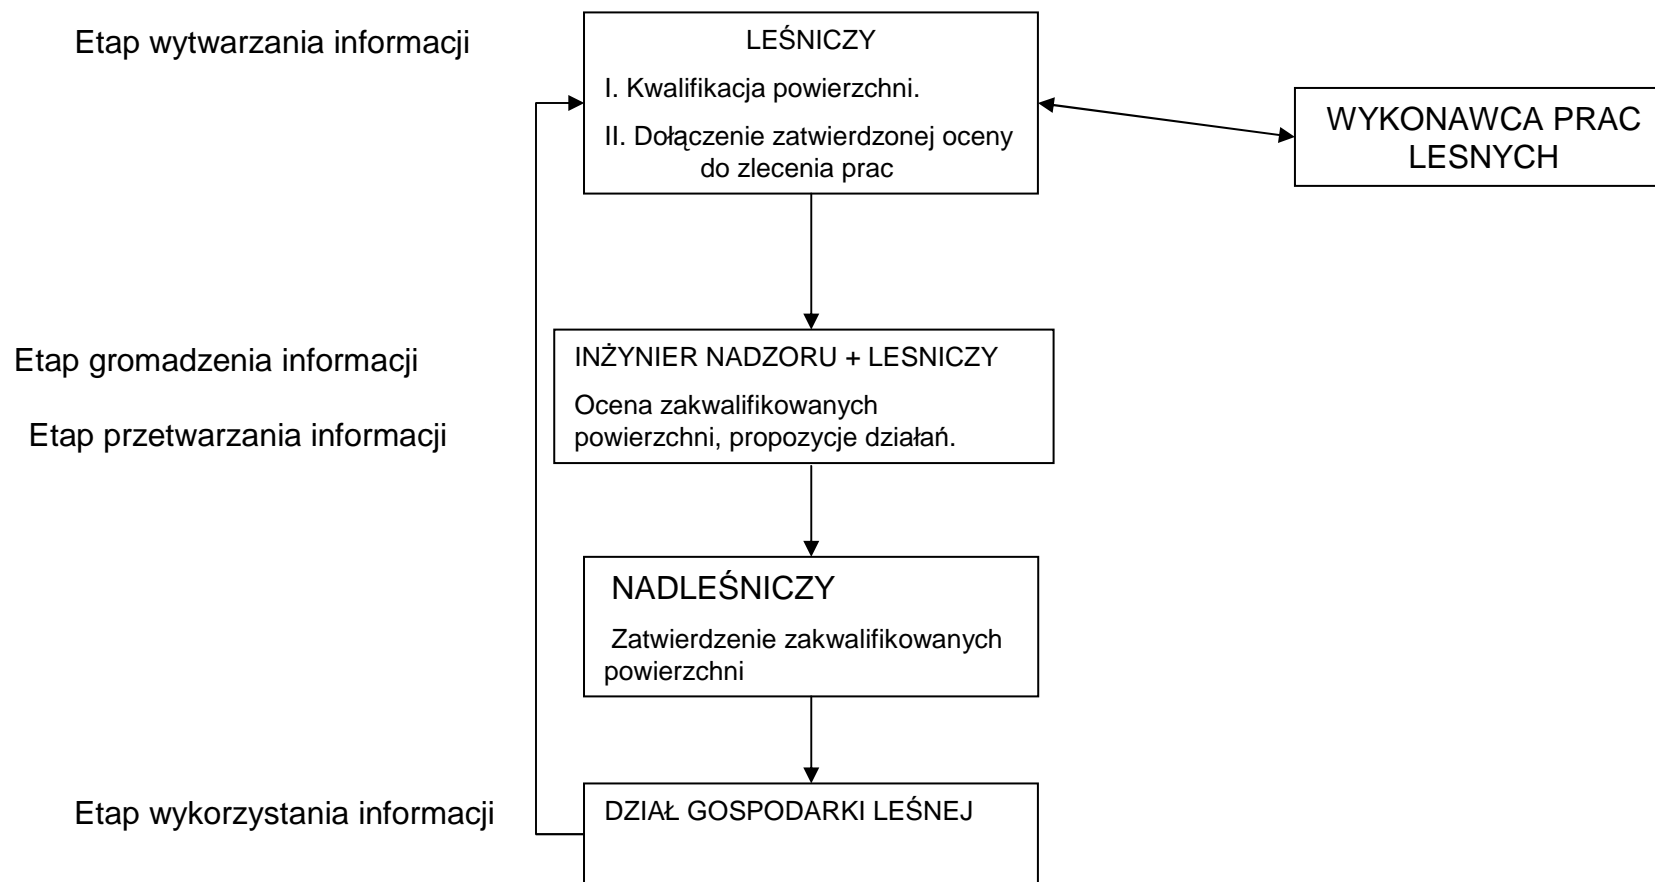 Etap wytwarzania informacji
LEŚNICZY
I. Kwalifikacja powierzchni.
II. Dołączenie zatwierdzonej oceny
do zlecenia prac
WYKONAWCA PRAC
LESNYCH
Etap gromadzenia informacji
INŻYNIER NADZORU + LESNICZY
Ocena zakwalifikowanych
powierzchni, propozycje działań.
Etap przetwarzania informacji
NADLEŚNICZY
Zatwierdzenie zakwalifikowanych
powierzchni
Etap wykorzystania informacji
DZIAŁ GOSPODARKI LEŚNEJ